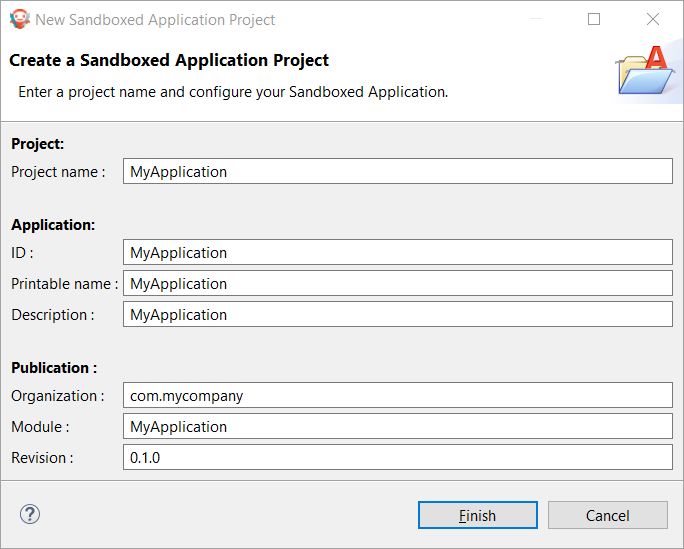 New Sandboxed Application Project
Create a Sandboxed Application Project
Enter a project name and configure your Sandboxed Application.
A
Project:
Project name : MyApplication
Application:
ID : MyApplication
Printable name : MyApplication
Description : MyApplication
Publication :
Organization : com.mycompany
Module : MyApplication
Revision : 0.1.0
? Finish Cancel